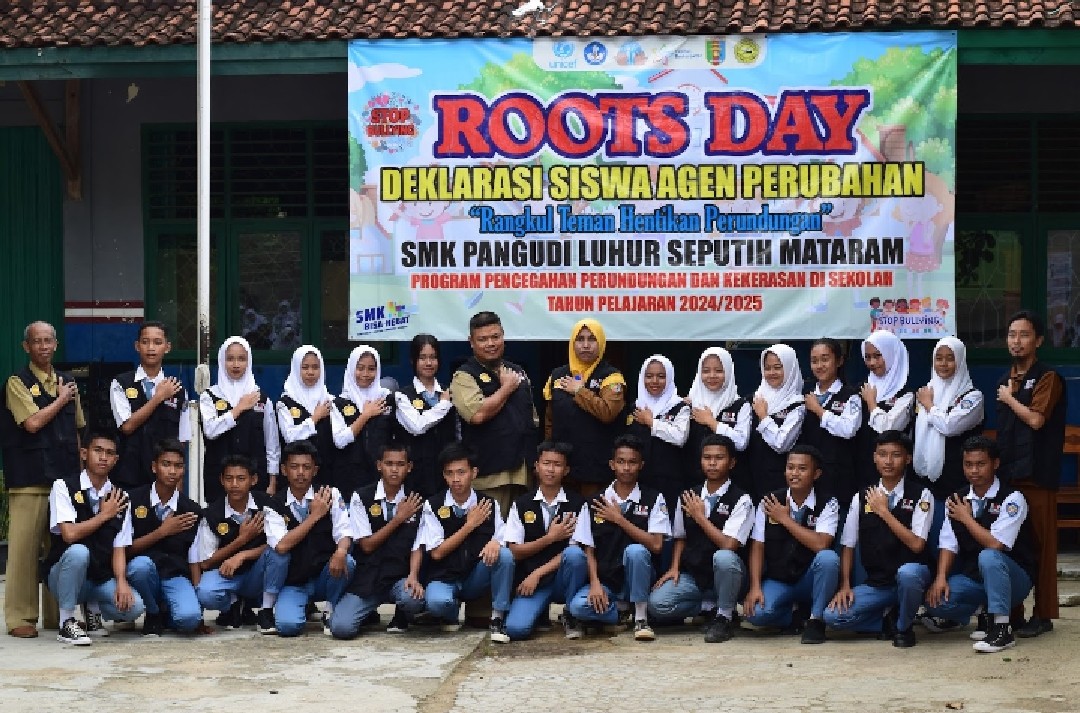 unicef
STOP
BULLYING
ROOTS DAY
DEKLARASI SISWA AGEN PERUBAHAN
"Rangkul Teman Hentikan Perundungan"
SMK PANGUDI LUHUR SEPUTIH MATARAM
PROGRAM PENCEGAHAN PERUNDUNGAN DAN KEKERASAN DI SEKOLAH
TAHUN PELAJARAN 2024/2025
SMK
BISA HEBAT
STOP BULLYING